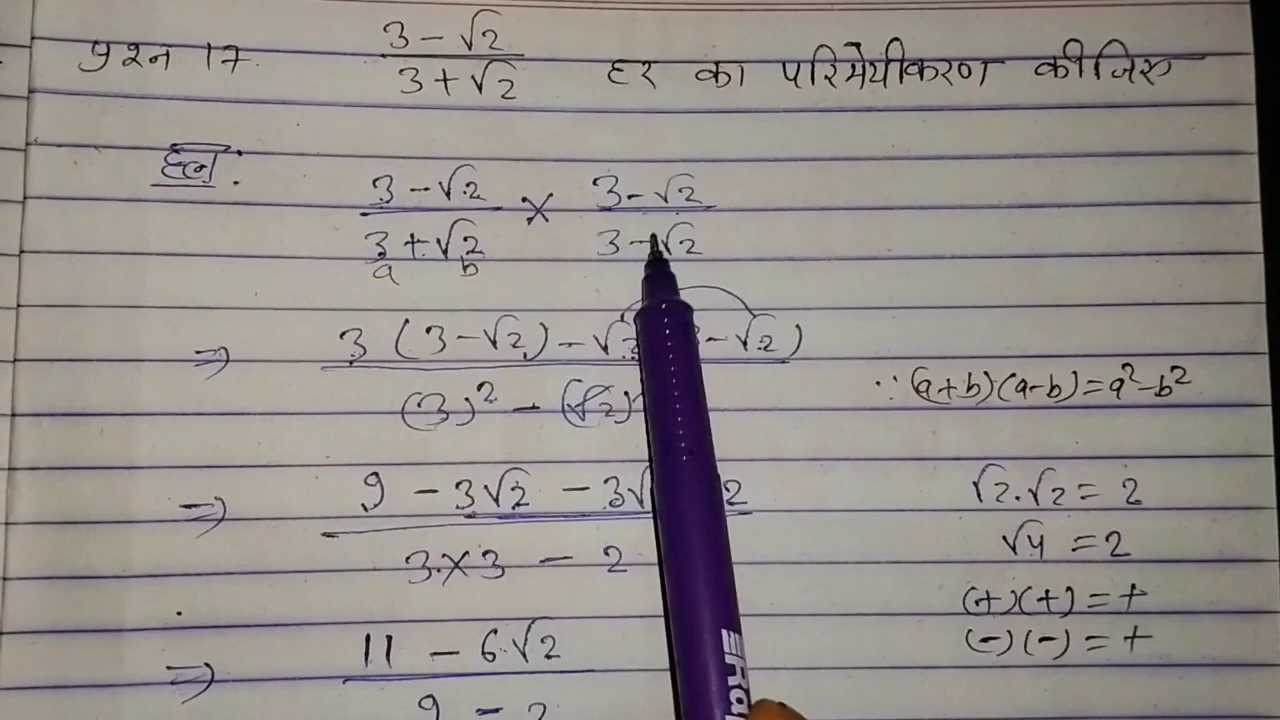 प्रश्न 17. (3-√2)/(3+√2) हर का परिमेयीकरण कीजिए
हल:
(3-√2)/(3+√2) × (3-√2)/(3-√2)
a b
⇒ 3(3-√2)-√ -√2) / (3)²-(√2)
∵ (a+b)(a-b)=a²-b²
⇒ 9-3√2-3√ 2 / 3×3-2
√2.√2=2
√4=2
(+)(+)=+
(-)(-)=+
⇒ 11-6√2 / 9-2
Ra